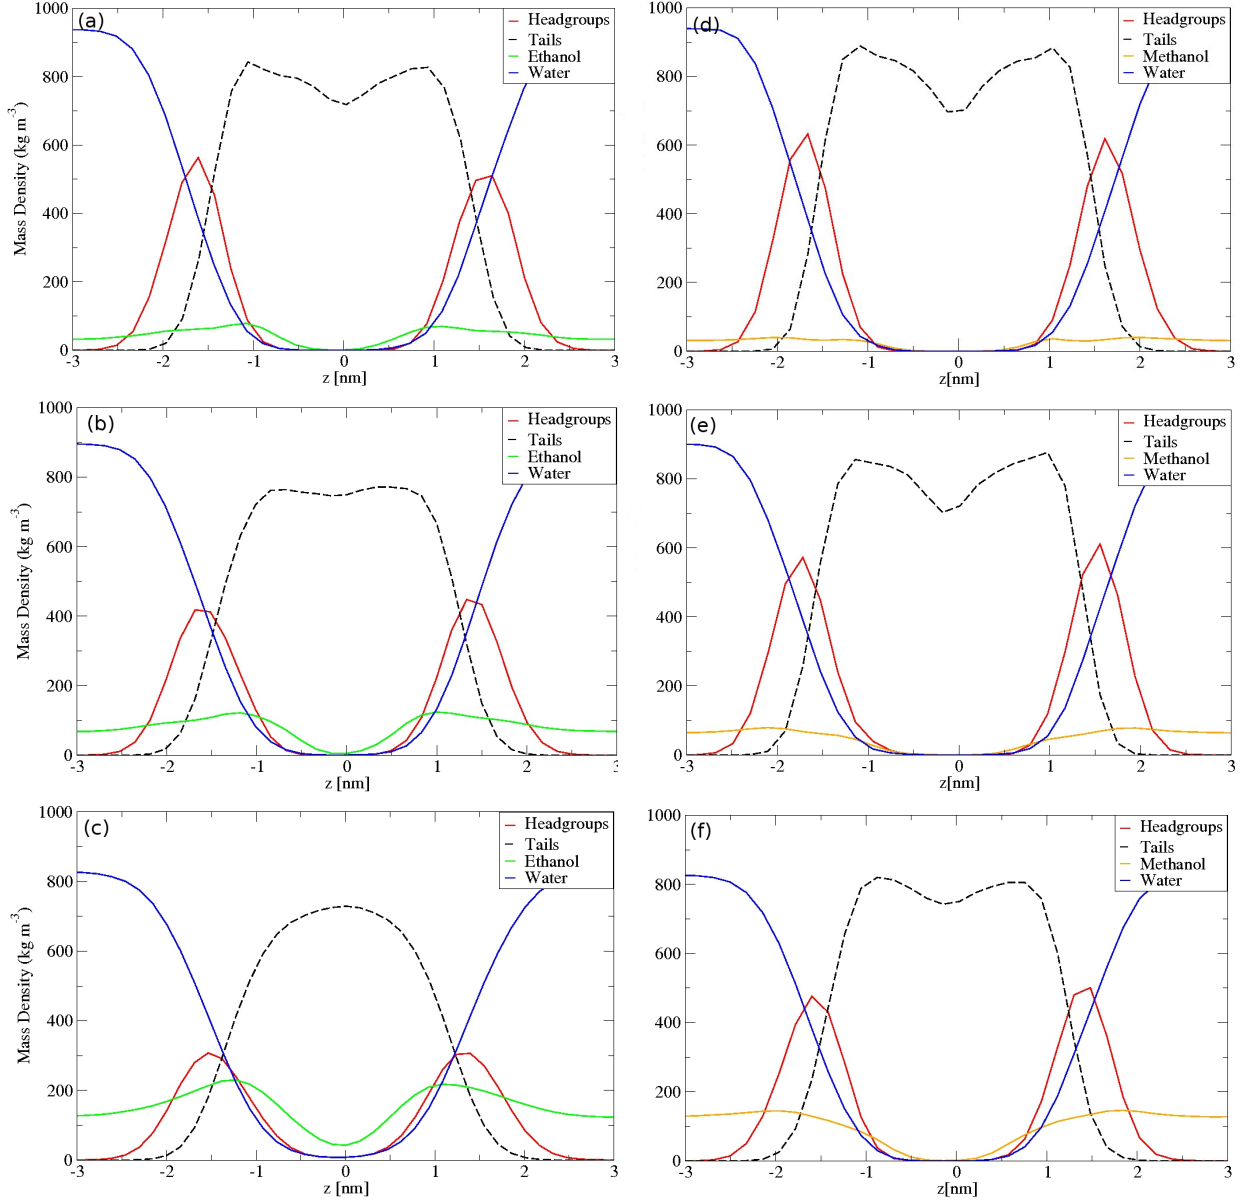 (a)
Headgroups
Tails
Ethanol
Water
1000
800
600
400
200
0
Mass Density (kg m-3)
-3 -2 -1 0 1 2 3
z [nm]
(d)
Headgroups
Tails
Methanol
Water
1000
800
600
400
200
0
-3 -2 -1 0 1 2 3
z[nm]
(b)
Headgroups
Tails
Ethanol
Water
1000
800
600
400
200
0
Mass Density (kg m-3)
-3 -2 -1 0 1 2
z [nm]
(e)
Headgroups
Tails
Methanol
Water
1000
800
600
400
200
0
-3 -2 -1 0 1 2 3
z[nm]
(c)
Headgroups
Tails
Ethanol
Water
1000
800
600
400
200
0
Mass Density (kg m-3)
-3 -2 -1 0 1 2 3
z [nm]
(f)
Headgroups
Tails
Methanol
Water
1000
800
600
400
200
0
-3 -2 -1 0 1 2 3
z[nm]